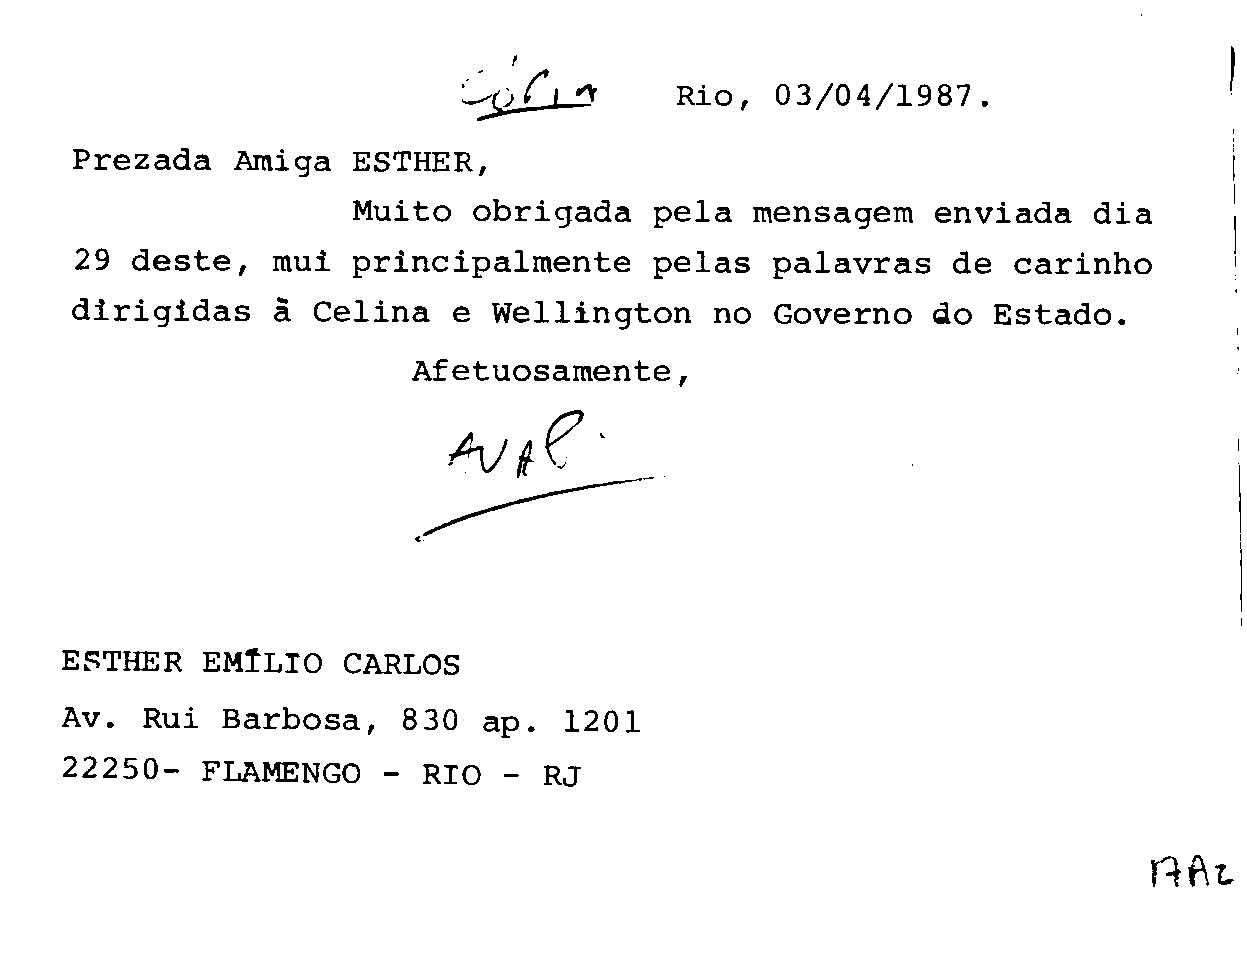 Cópia Rio, 03/04/1987.
Prezada Amiga ESTHER,
Muito obrigada pela mensagem enviada dia
29 deste, mui principalmente pelas palavras de carinho
dirigidas à Celina e Wellington no Governo do Estado.
Afetuosamente,
ESTHER EMÍLIO CARLOS
Av. Rui Barbosa, 830 ap. 1201
22250- FLAMENGO - RIO - RJ